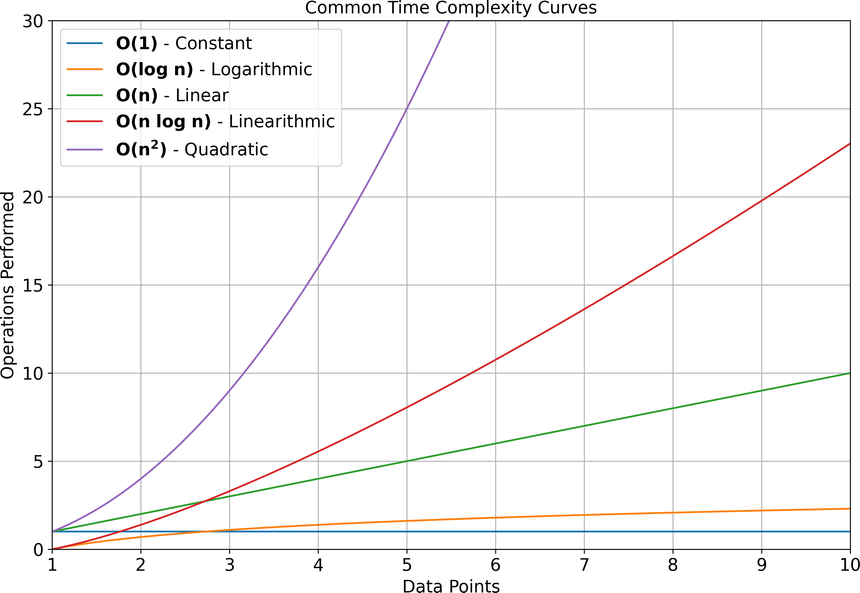 Common Time Complexity Curves
30
25
20
15
10
5
0
O(1) - Constant
O(log n) - Logarithmic
O(n) - Linear
O(n log n) - Linearithmic
O(n²) - Quadratic
Operations Performed
1 2 3 4 5 6 7 8 9 10
Data Points